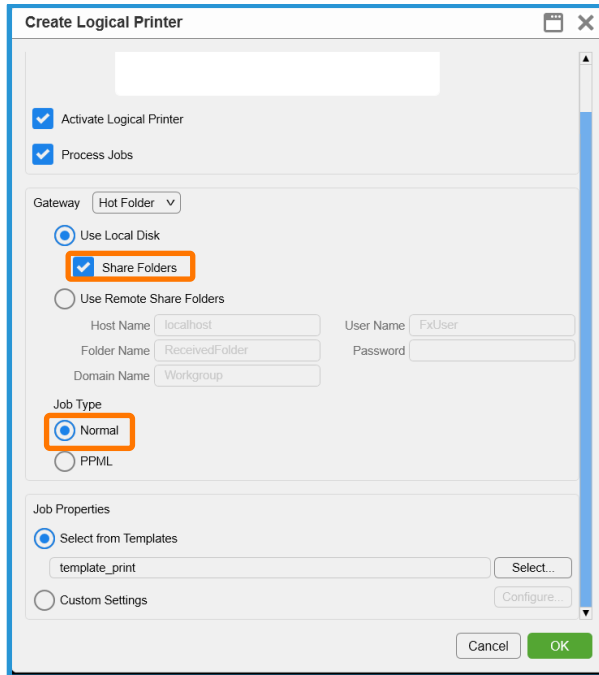 Create Logical Printer
Activate Logical Printer
Process Jobs
Gateway Hot Folder
Use Local Disk
Share Folders
Use Remote Share Folders
Host Name localhost User Name FxUser
Folder Name ReceivedFolder Password
Domain Name Workgroup
Job Type
Normal
PPML
Job Properties
Select from Templates
template_print Select...
Custom Settings Configure...
Cancel OK